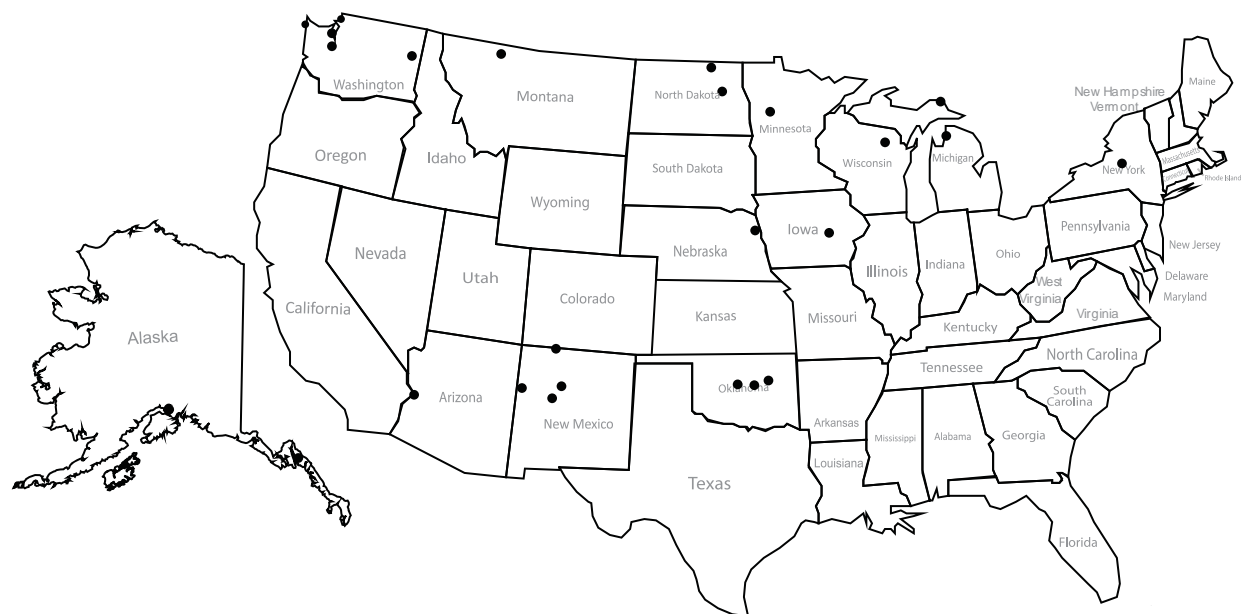 Maine
New Hampshire
Vermont
Washington
Montana
North Dakota
Minnesota
Oregon
Idaho
South Dakota
Wisconsin
Michigan
New York
Massachusetts
Connecticut
Rhode Island
Wyoming
Nebraska
Iowa
Pennsylvania
New Jersey
Nevada
Utah
Colorado
Illinois
Indiana
Ohio
West
Virginia
Delaware
Maryland
California
Kansas
Missouri
Kentucky
Virginia
Alaska
Arizona
New Mexico
Oklahoma
Tennessee
North Carolina
South
Carolina
Arkansas
Mississippi
Alabama
Georgia
Louisiana
Texas
Florida